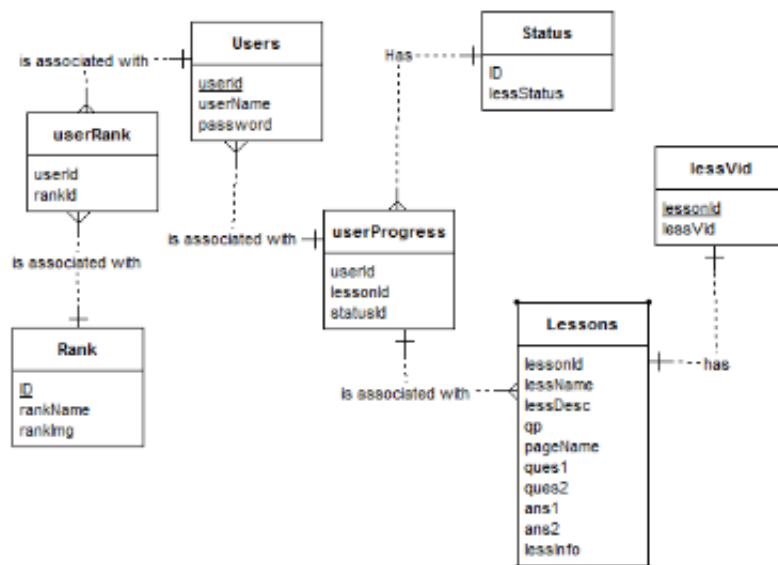 Users
userid
userName
password
is associated with
userRank
userId
rankId
is associated with
Rank
ID
rankName
rankImg
is associated with
Has
Status
ID
lessStatus
userProgress
userId
lessonId
statusId
is associated with
lessVid
lessonId
lessVid
has
Lessons
lessonId
lessName
lessDesc
qp
pageName
ques1
ques2
ans1
ans2
lessInfo